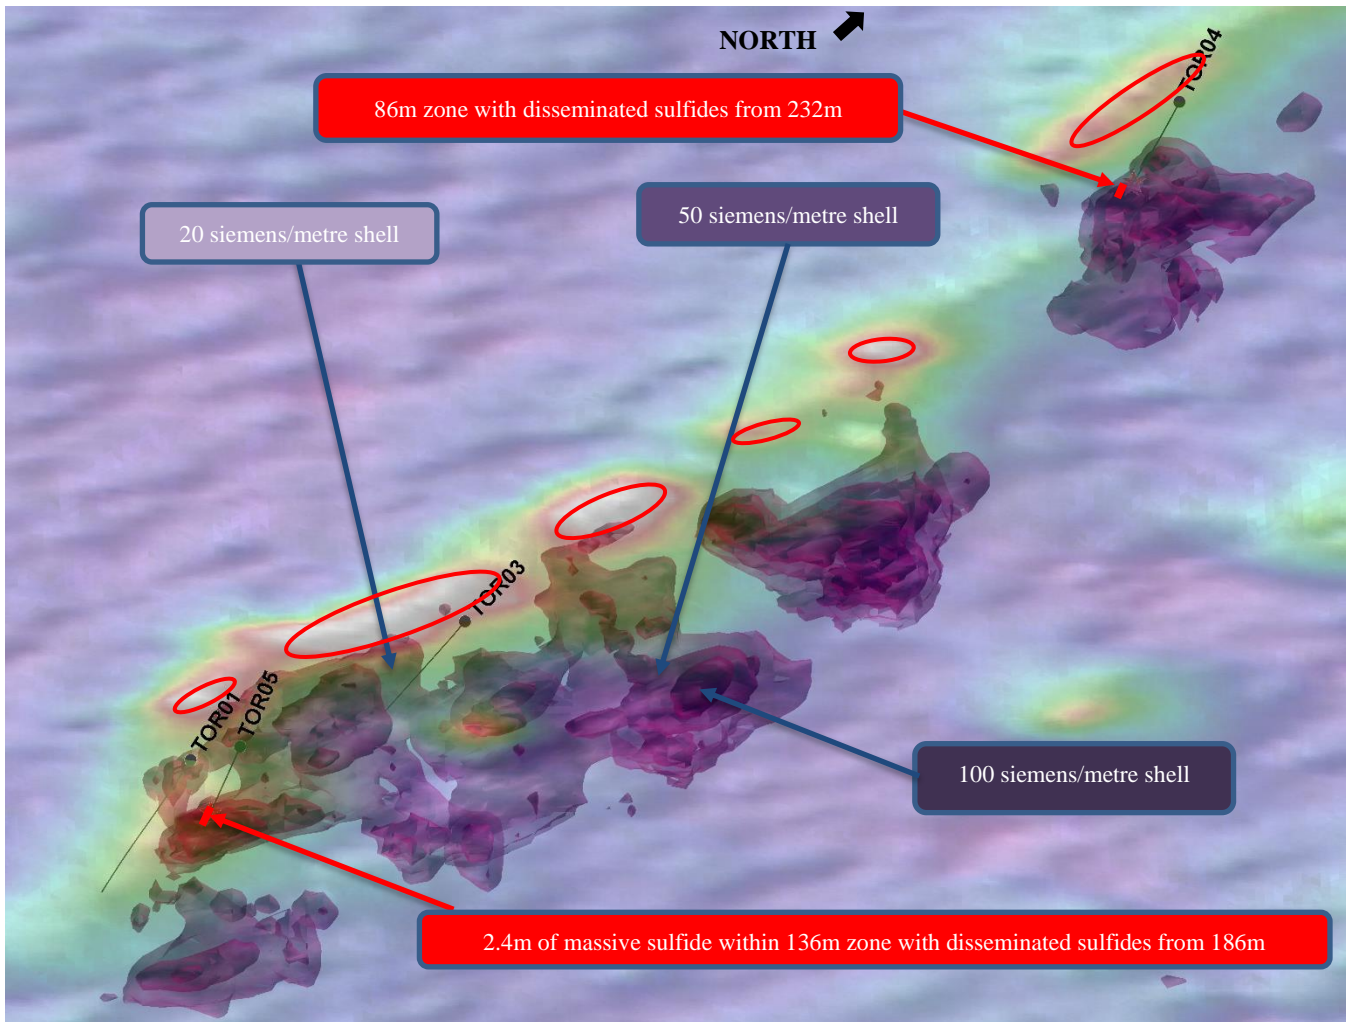 NORTH
TOR04
86m zone with disseminated sulfides from 232m
50 siemens/metre shell
20 siemens/metre shell
TOR03
TOR05
TOR01
100 siemens/metre shell
2.4m of massive sulfide within 136m zone with disseminated sulfides from 186m